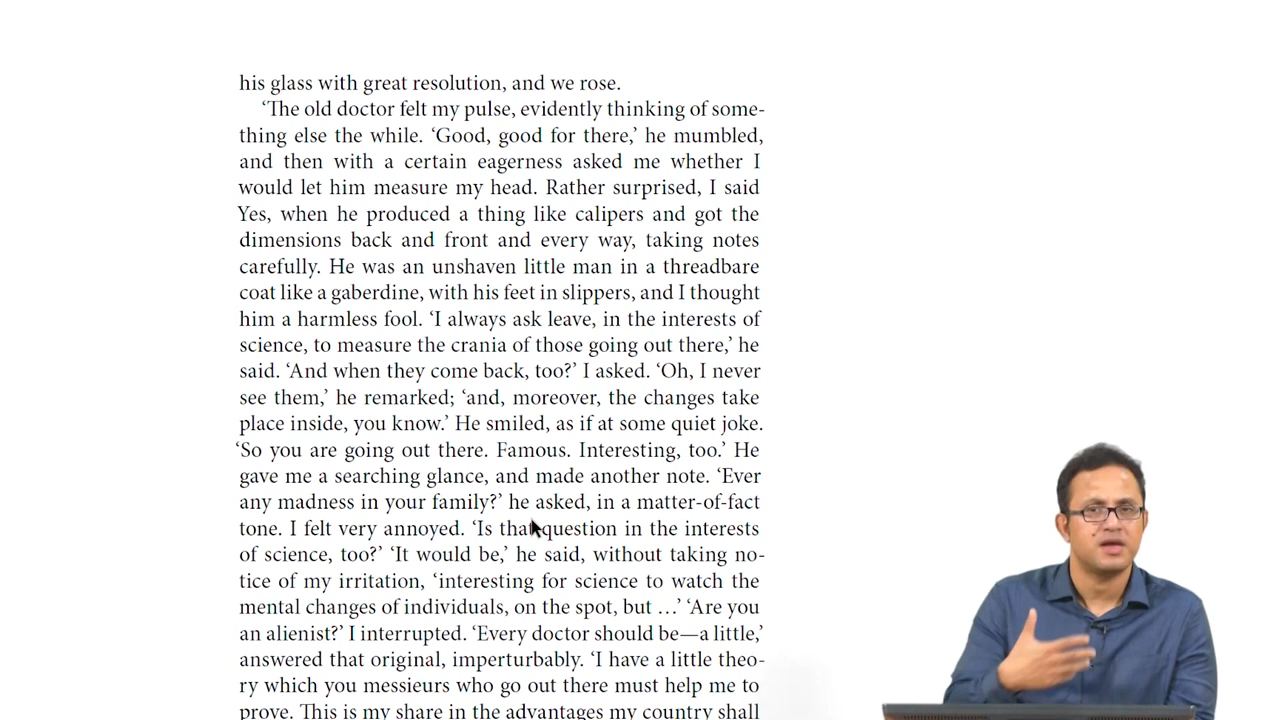 his glass with great resolution, and we rose.
‘The old doctor felt my pulse, evidently thinking of some-
thing else the while. ‘Good, good for there,’ he mumbled,
and then with a certain eagerness asked me whether I
would let him measure my head. Rather surprised, I said
Yes, when he produced a thing like calipers and got the
dimensions back and front and every way, taking notes
carefully. He was an unshaven little man in a threadbare
coat like a gaberdine, with his feet in slippers, and I thought
him a harmless fool. ‘I always ask leave, in the interests of
science, to measure the crania of those going out there,’ he
said. ‘And when they come back, too?’ I asked. ‘Oh, I never
see them,’ he remarked; ‘and, moreover, the changes take
place inside, you know.’ He smiled, as if at some quiet joke.
‘So you are going out there. Famous. Interesting, too.’ He
gave me a searching glance, and made another note. ‘Ever
any madness in your family?’ he asked, in a matter-of-fact
tone. I felt very annoyed. ‘Is that question in the interests
of science, too?’ ‘It would be,’ he said, without taking no-
tice of my irritation, ‘interesting for science to watch the
mental changes of individuals, on the spot, but …’ ‘Are you
an alienist?’ I interrupted. ‘Every doctor should be—a little,’
answered that original, imperturbably. ‘I have a little theo-
ry which you messieurs who go out there must help me to
prove. This is my share in the advantages my country shall